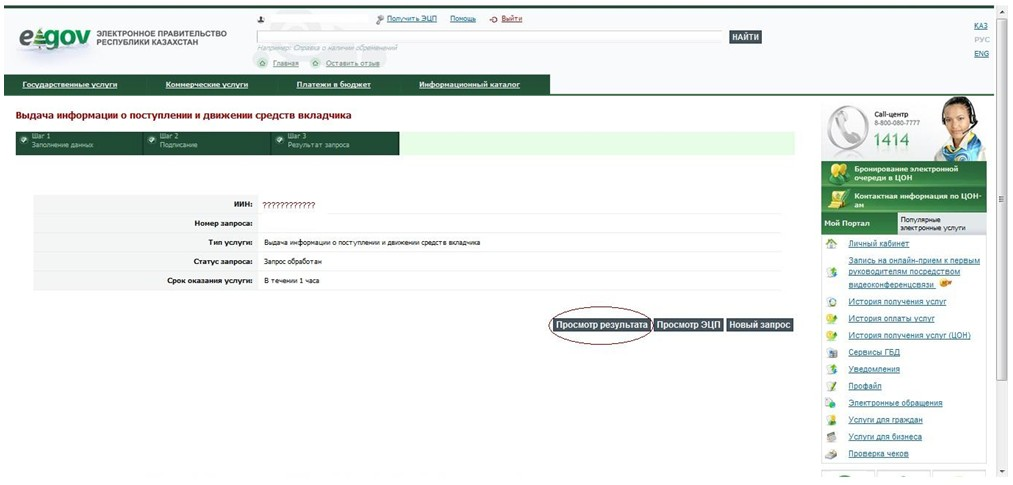 Получить ЭЦП Помощь Выйти
e gov ЭЛЕКТРОННОЕ ПРАВИТЕЛЬСТВО
РЕСПУБЛИКИ КАЗАХСТАН
НАЙТИ
Например: Справка о наличие обременений
Главная Оставить отзыв
ҚАЗ
РУС
ENG
Государственные услуги Коммерческие услуги Платежи в бюджет Информационный каталог
Выдача информации о поступлении и движении средств вкладчика
Шаг 1
Заполнение данных
Шаг 2
Подписание
Шаг 3
Результат запроса
ИИН: ????????????
Номер запроса:
Тип услуги: Выдача информации о поступлении и движении средств вкладчика
Статус запроса: Запрос обработан
Срок оказания услуги: В течении 1 часа
Просмотр результата Просмотр ЭЦП Новый запрос
Call-центр
8-800-080-7777
1414
Бронирование электронной
очереди в ЦОН
Контактная информация по ЦОН-
ам
Мой Портал
Популярные
электронные услуги
Личный кабинет
Запись на онлайн-прием к первым
руководителям посредством
видеоконференцсвязи
История получения услуг
История оплаты услуг
История получения услуг (ЦОН)
Сервисы ГБД
Уведомления
Профайл
Электронные обращения
Услуги для граждан
Услуги для бизнеса
Проверка чеков